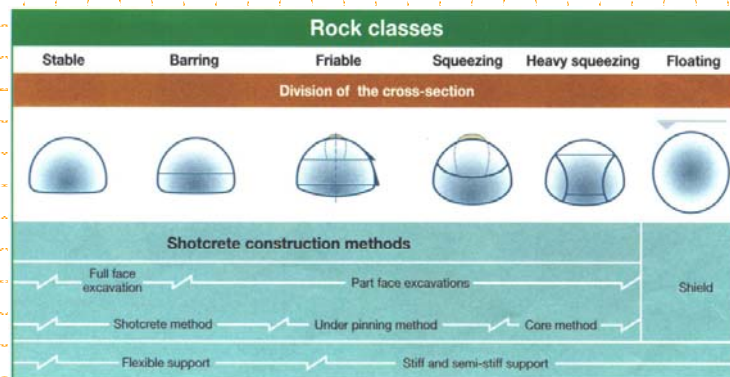 Rock classes
Stable Barring Friable Squeezing Heavy squeezing Floating
Division of the cross-section
Shotcrete construction methods
Full face
excavation
Part face excavations
Shield
Shotcrete method Under pinning method Core method
Flexible support Stiff and semi-stiff support